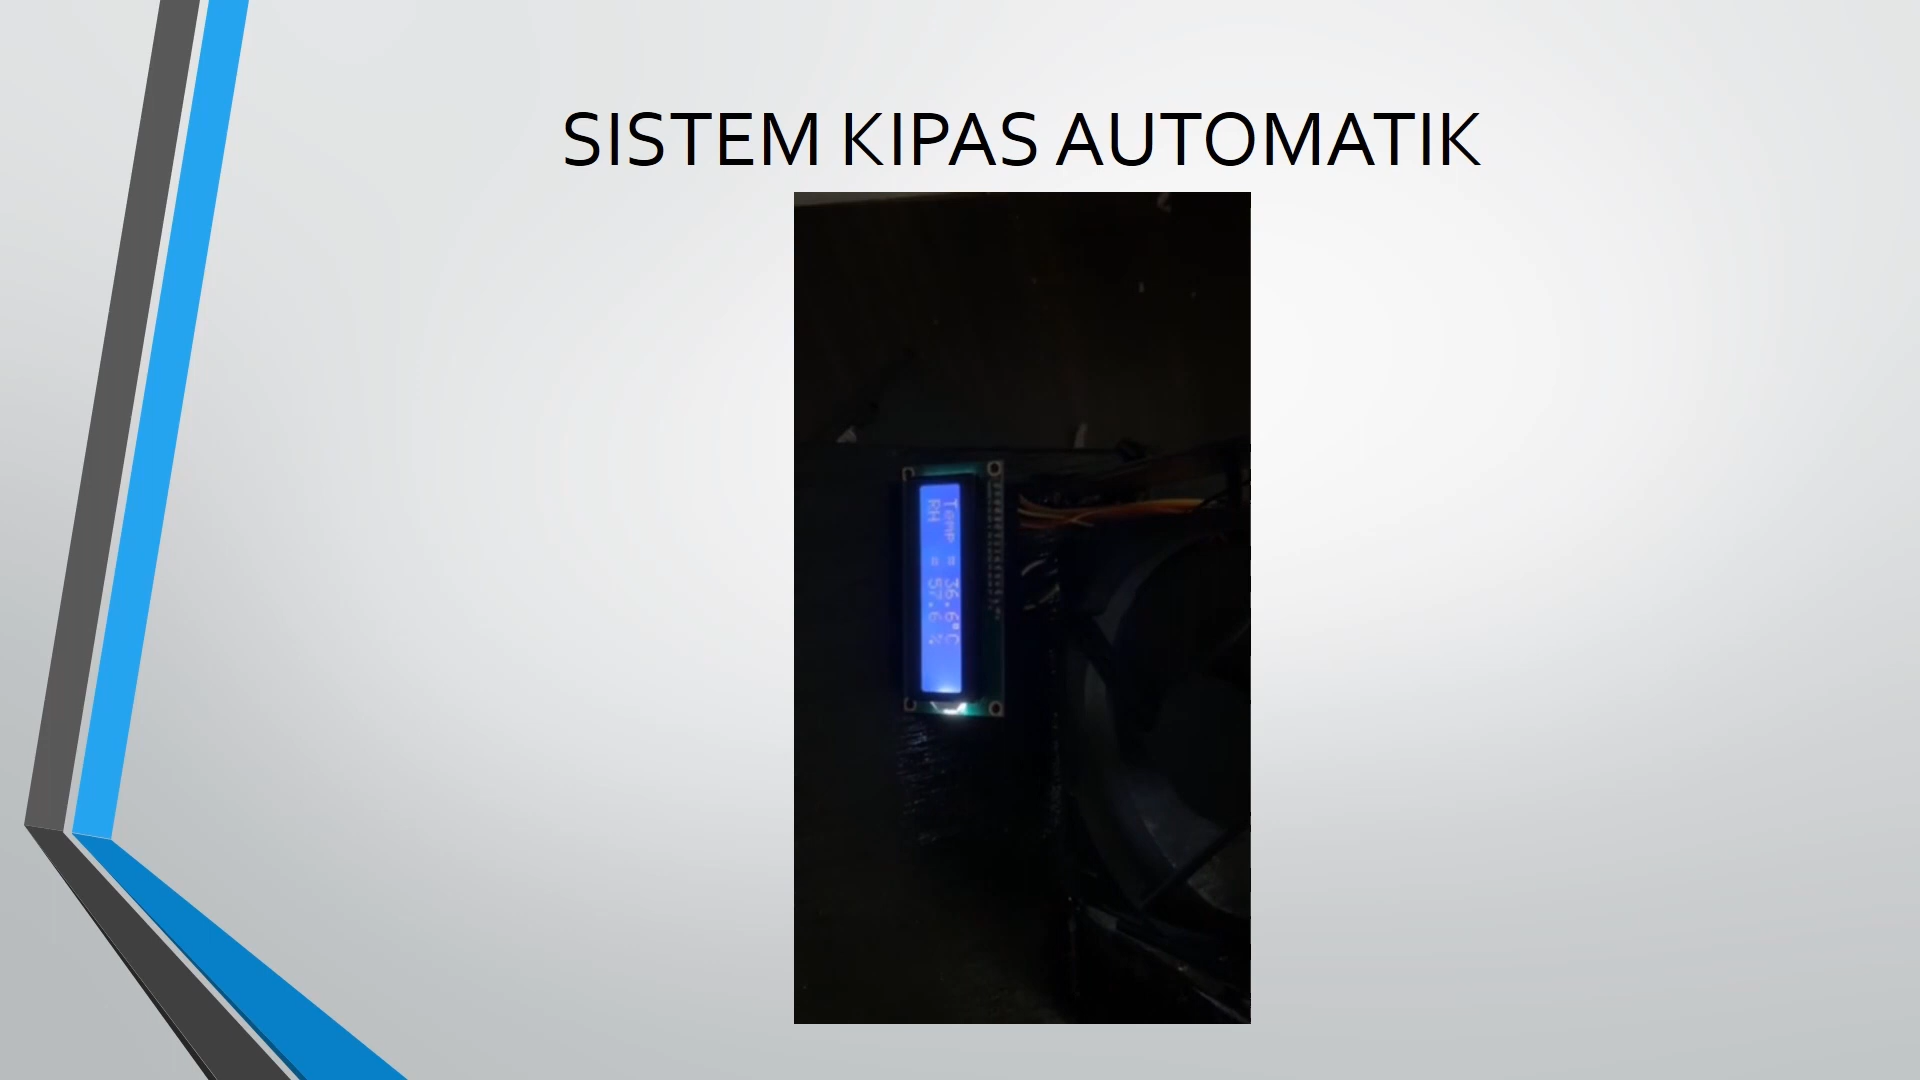 SISTEM KIPAS AUTOMATIK
Temp = 36.6°C
RH = 57.6 %